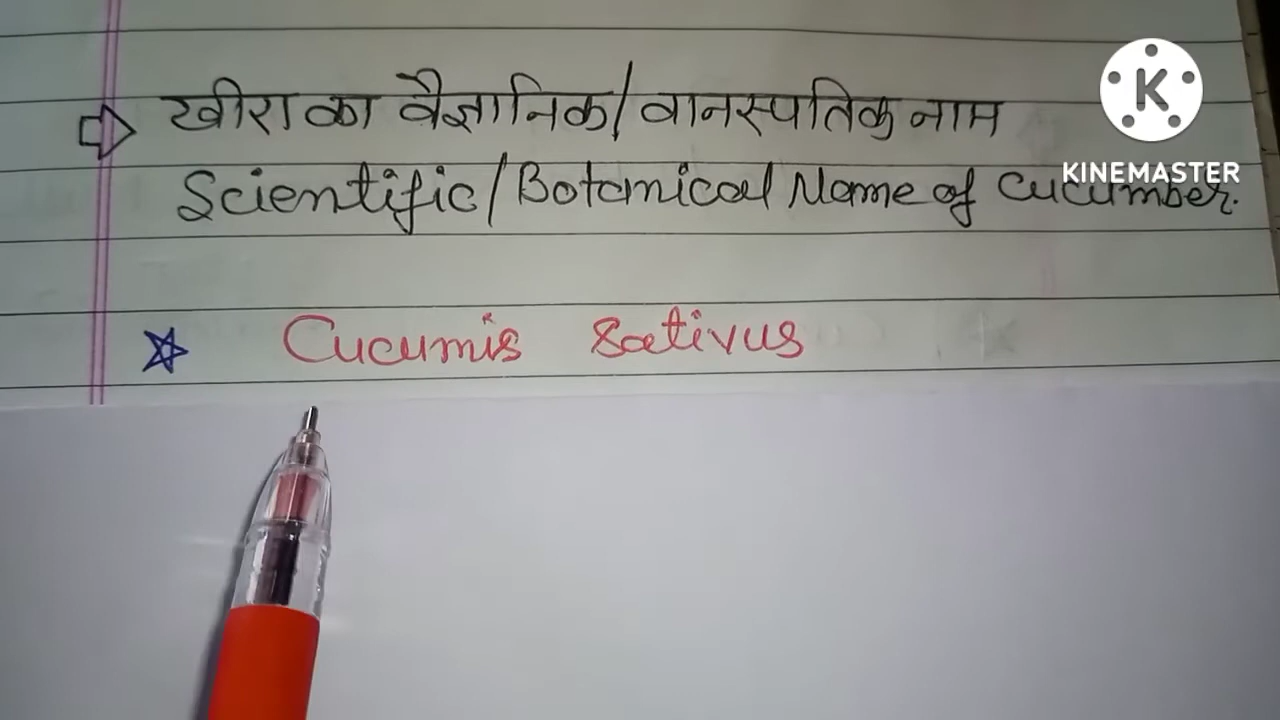 खीरा का वैज्ञानिक/वानस्पतिक नाम
Scientific/Botanical Name of Cucumber.
Cucumis sativus
K
KINEMASTER